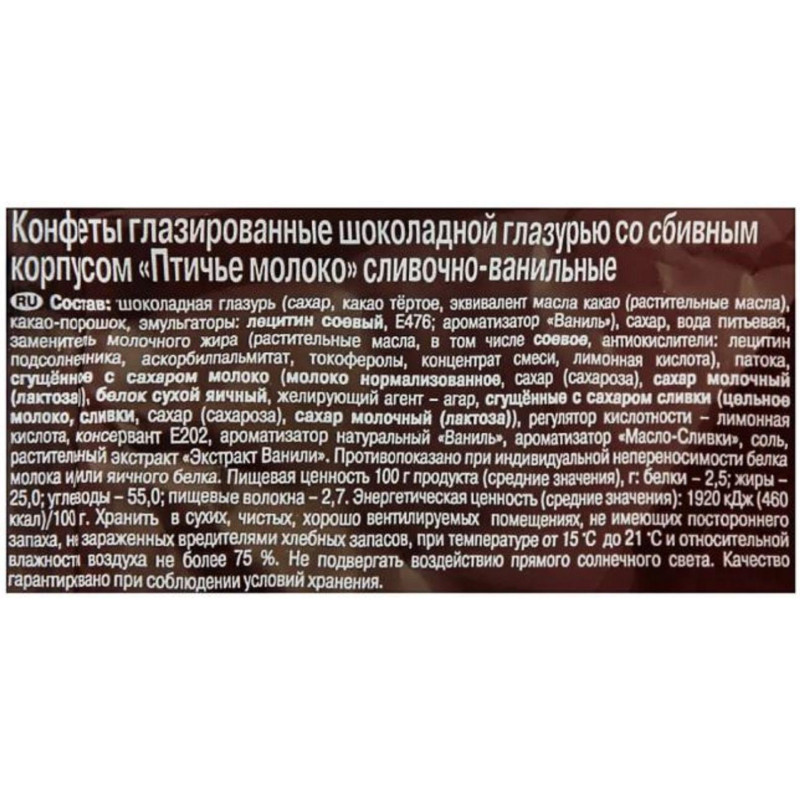 Конфеты глазированные шоколадной глазурью со сбивным
корпусом «Птичье молоко» сливочно-ванильные
RU Состав: шоколадная глазурь (сахар, какао тёртое, эквивалент масла какао (растительные масла),
какао-порошок, эмульгаторы: лецитин соевый, E476; ароматизатор «Ваниль»), сахар, вода питьевая,
заменитель молочного жира (растительные масла, в том числе соевое, антиокислители: лецитин
подсолнечника, аскорбилпальмитат, токоферолы, концентрат смеси, лимонная кислота), патока,
сгущённое с сахаром молоко (молоко нормализованное, сахар (сахароза), сахар молочный
(лактоза)), белок сухой яичный, желирующий агент – агар, сгущённые с сахаром сливки (цельное
молоко, сливки, сахар (сахароза), сахар молочный (лактоза)), регулятор кислотности – лимонная
кислота, консервант E202, ароматизатор натуральный «Ваниль», ароматизатор «Масло-Сливки», соль,
растительный экстракт «Экстракт Ванили». Противопоказано при индивидуальной непереносимости белка
молока и/или яичного белка. Пищевая ценность 100 г продукта (средние значения), г: белки – 2,5; жиры –
25,0; углеводы – 55,0; пищевые волокна – 2,7. Энергетическая ценность (средние значения): 1920 кДж (460
ккал)/100 г. Хранить в сухих, чистых, хорошо вентилируемых помещениях, не имеющих постороннего
запаха, не зараженных вредителями хлебных запасов, при температуре от 15°C до 21°C и относительной
влажности воздуха не более 75 %. Не подвергать воздействию прямого солнечного света. Качество
гарантировано при соблюдении условий хранения.